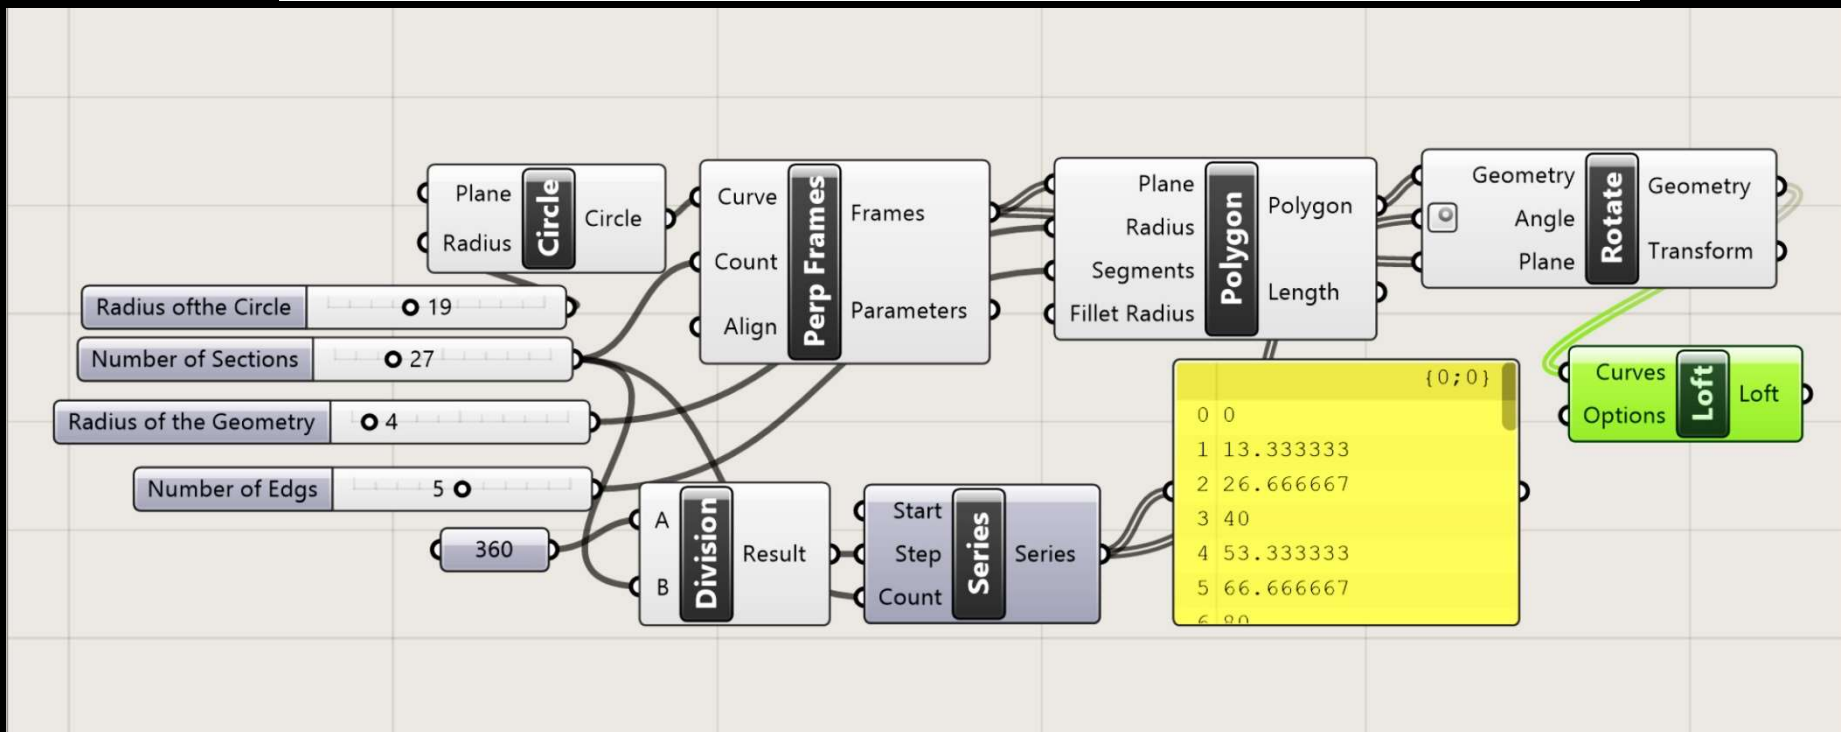 Plane
Radius
Circle
Circle
Curve
Count
Align
Perp Frames
Frames
Parameters
Plane
Radius
Segments
Fillet Radius
Polygon
Polygon
Length
Geometry
Angle
Plane
Rotate
Geometry
Transform
Radius ofthe Circle 19
Number of Sections 27
Radius of the Geometry 4
Number of Edgs 5
360
A
B
Division
Result
Start
Step
Count
Series
Series
{0;0}
0 0
1 13.333333
2 26.666667
3 40
4 53.333333
5 66.666667
6 80
Curves
Options
Loft
Loft